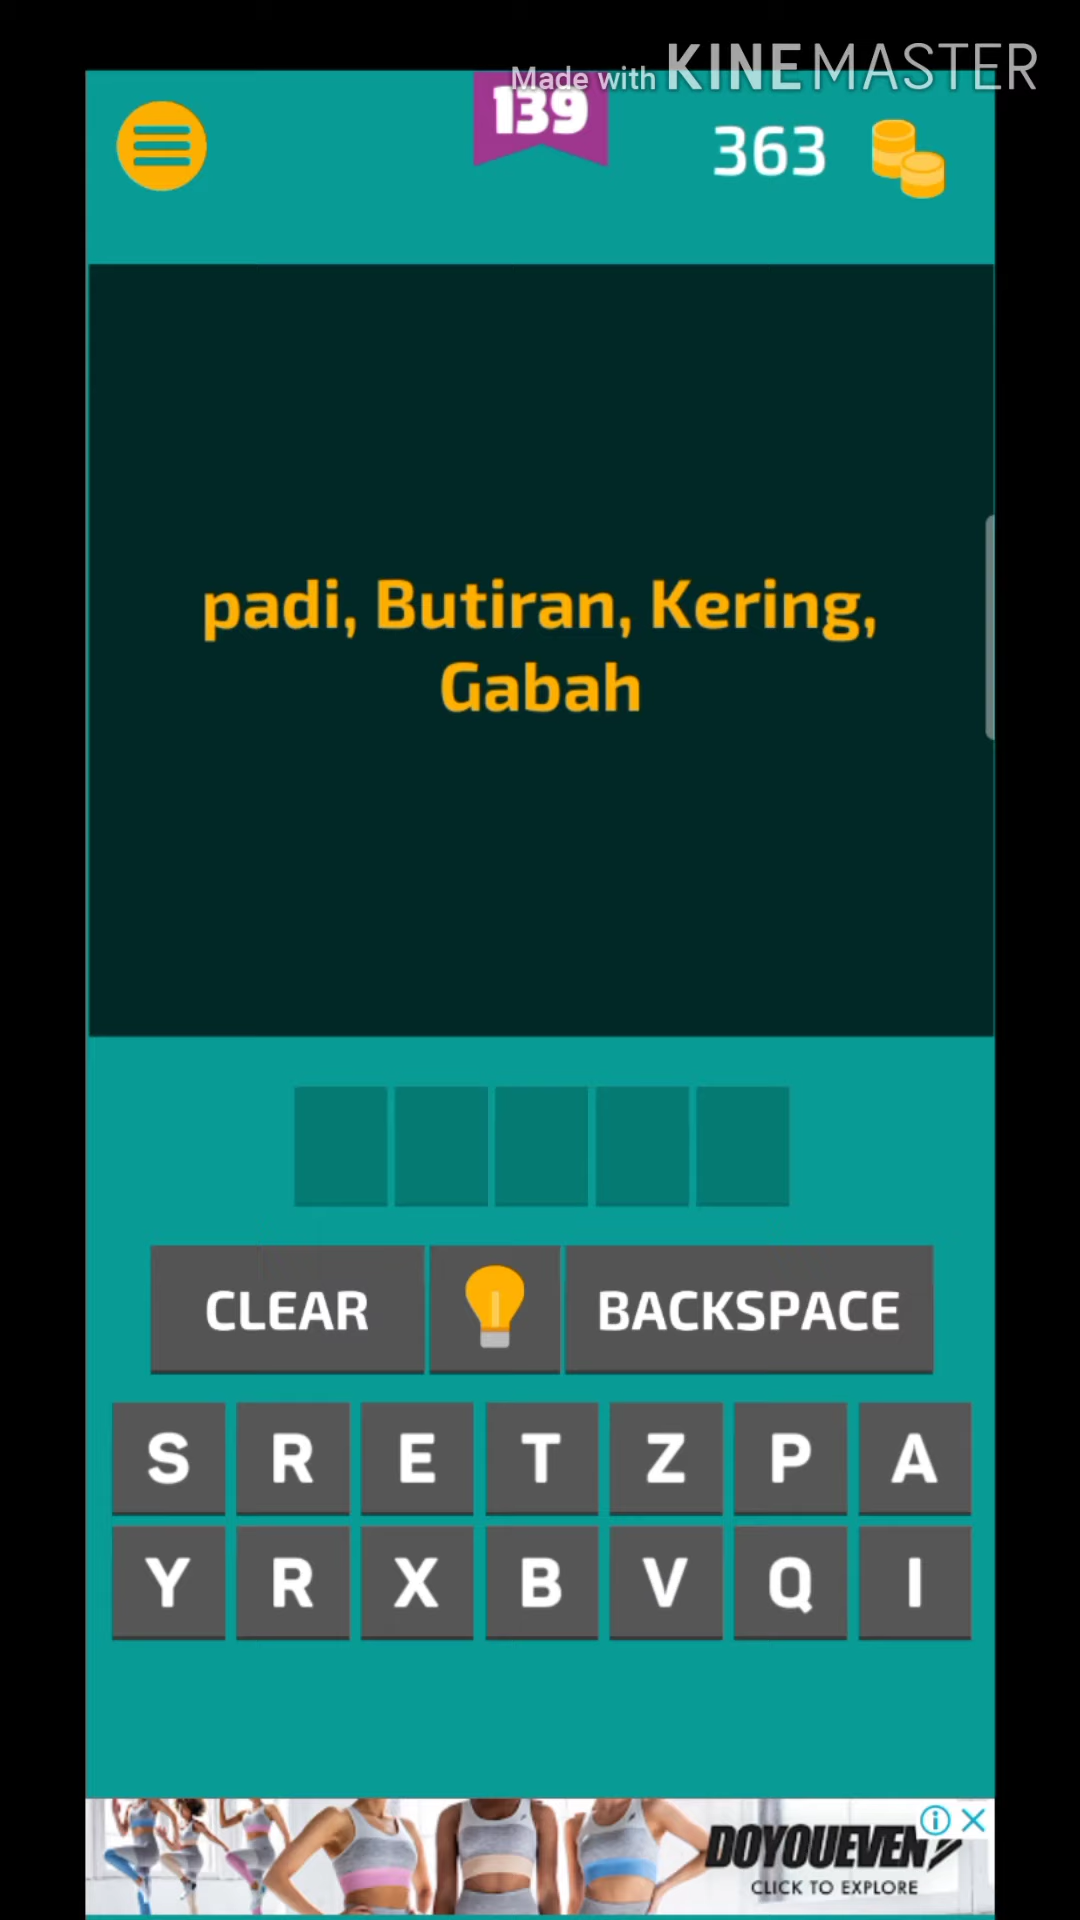 Made with KINEMASTER
139
363
padi, Butiran, Kering,
Gabah
CLEAR
BACKSPACE
S R E T Z P A
Y R X B V Q I
DOYOUEVEN
CLICK TO EXPLORE